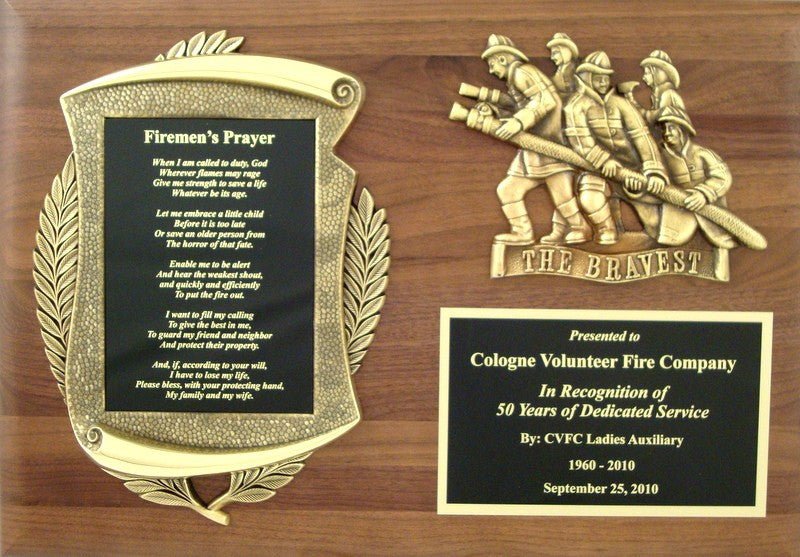 Firemen's Prayer
When I am called to duty, God
Wherever flames may rage
Give me strength to save a life
Whatever be its age.
Let me embrace a little child
Before it is too late
Or save an older person from
The horror of that fate.
Enable me to be alert
And hear the weakest shout,
and quickly and efficiently
To put the fire out.
I want to fill my calling
To give the best in me,
To guard my friend and neighbor
And protect their property.
And, if, according to your will,
I have to lose my life,
Please bless, with your protecting hand,
My family and my wife.
THE BRAVEST
Presented to
Cologne Volunteer Fire Company
In Recognition of
50 Years of Dedicated Service
By: CVFC Ladies Auxiliary
1960 - 2010
September 25, 2010